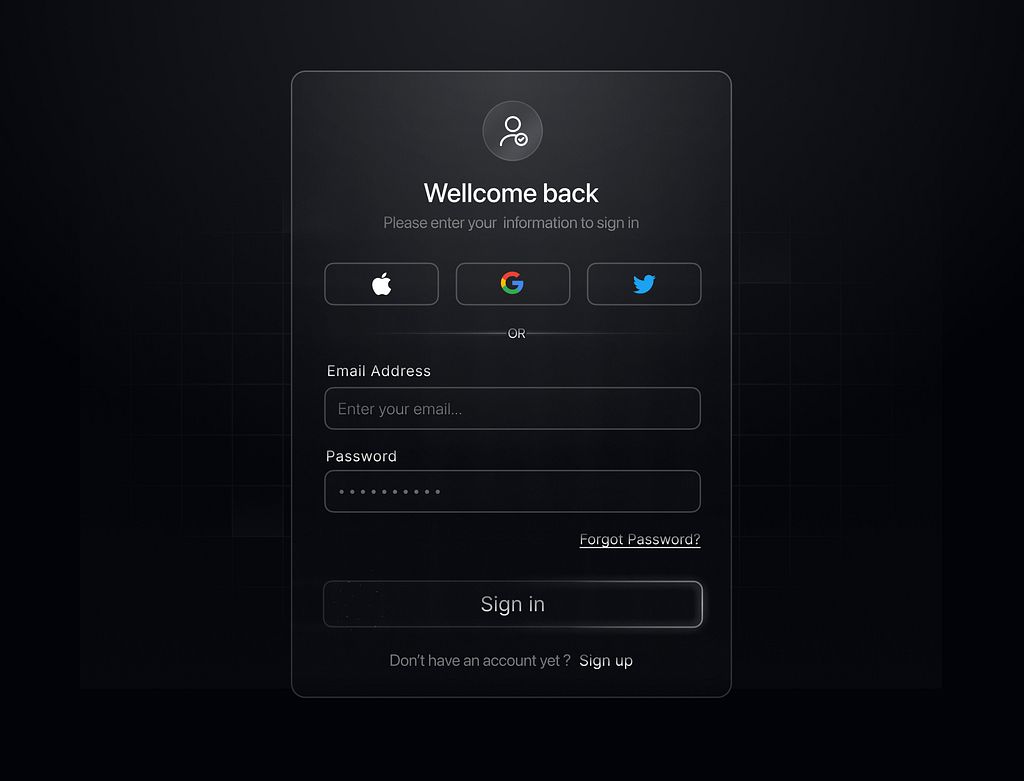 Wellcome back
Please enter your information to sign in
OR
Email Address
Enter your email...
Password
Forgot Password?
Sign in
Don't have an account yet ? Sign up